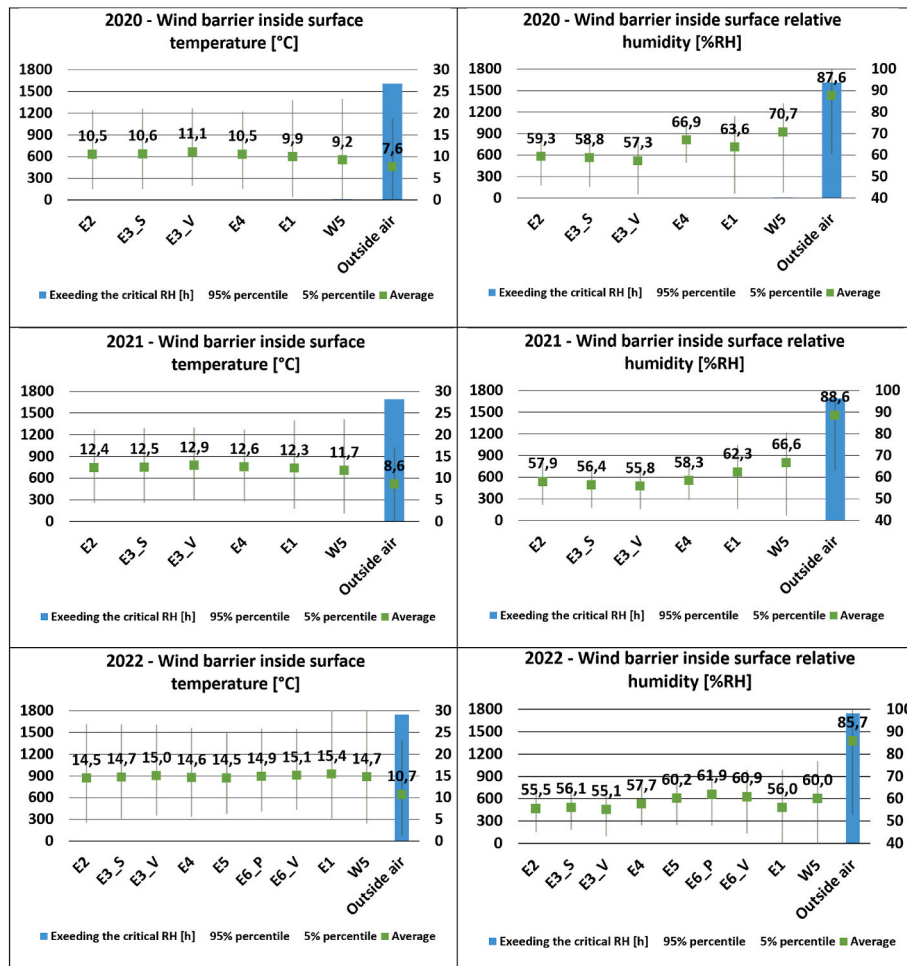 2020 - Wind barrier inside surface
temperature [°C]
1800
1500
1200
900
600
300
0
30
25
20
15
10
5
0
10,5
10,6
11,1
10,5
9,9
9,2
7,6
E2
E3_S
E3_V
E4
E1
W5
Outside air
Exeeding the critical RH [h] 95% percentile 5% percentile Average
2020 - Wind barrier inside surface relative
humidity [%RH]
1800
1500
1200
900
600
300
0
100
90
80
70
60
50
40
59,3
58,8
57,3
66,9
63,6
70,7
87,6
E2
E3_S
E3_V
E4
E1
W5
Outside air
Exeeding the critical RH [h] 95% percentile 5% percentile Average
2021 - Wind barrier inside surface
temperature [°C]
1800
1500
1200
900
600
300
0
30
25
20
15
10
5
0
12,4
12,5
12,9
12,6
12,3
11,7
8,6
E2
E3_S
E3_V
E4
E1
W5
Outside air
Exeeding the critical RH [h] 95% percentile 5% percentile Average
2021 - Wind barrier inside surface relative
humidity [%RH]
1800
1500
1200
900
600
300
0
100
90
80
70
60
50
40
57,9
56,4
55,8
58,3
62,3
66,6
88,6
E2
E3_S
E3_V
E4
E1
W5
Outside air
Exeeding the critical RH [h] 95% percentile 5% percentile Average
2022 - Wind barrier inside surface
temperature [°C]
1800
1500
1200
900
600
300
0
30
25
20
15
10
5
0
14,5
14,7
15,0
14,6
14,5
14,9
15,1
15,4
14,7
10,7
E2
E3_S
E3_V
E4
E5
E6_P
E6_V
E1
W5
Outside air
Exeeding the critical RH [h] 95% percentile 5% percentile Average
2022 - Wind barrier inside surface relative
humidity [%RH]
1800
1500
1200
900
600
300
0
100
90
80
70
60
50
40
55,5
56,1
55,1
57,7
60,2
61,9
60,9
56,0
60,0
85,7
E2
E3_S
E3_V
E4
E5
E6_P
E6_V
E1
W5
Outside air
Exeeding the critical RH [h] 95% percentile 5% percentile Average